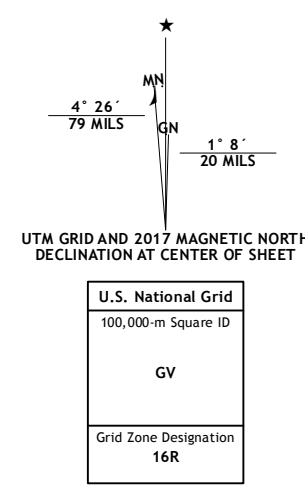 ★
MN
4° 26´
79 MILS
GN
1° 8´
20 MILS
UTM GRID AND 2017 MAGNETIC NORTH
DECLINATION AT CENTER OF SHEET
U.S. National Grid
100,000-m Square ID
GV
Grid Zone Designation
16R